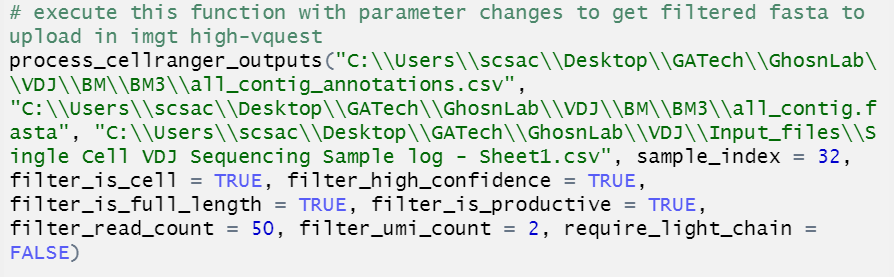 # execute this function with parameter changes to get filtered fasta to
upload in imgt high-vquest
process_cellranger_outputs("C:\\Users\\scsac\\Desktop\\GATech\\GhosnLab\
\VDJ\\BM\\BM3\\all_contig_annotations.csv",
"C:\\Users\\scsac\\Desktop\\GATech\\GhosnLab\\VDJ\\BM\\BM3\\all_contig.f
asta", "C:\\Users\\scsac\\Desktop\\GATech\\GhosnLab\\VDJ\\Input_files\\S
ingle Cell VDJ Sequencing Sample log - Sheet1.csv", sample_index = 32,
filter_is_cell = TRUE, filter_high_confidence = TRUE,
filter_is_full_length = TRUE, filter_is_productive = TRUE,
filter_read_count = 50, filter_umi_count = 2, require_light_chain =
FALSE)